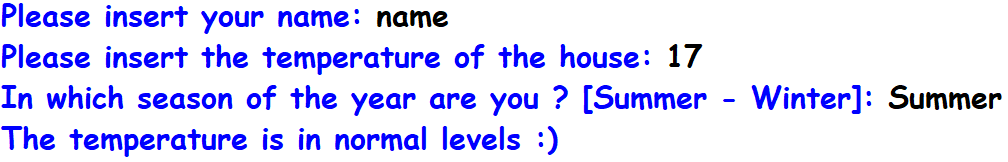 Please insert your name: name
Please insert the temperature of the house: 17
In which season of the year are you ? [Summer - Winter]: Summer
The temperature is in normal levels :)